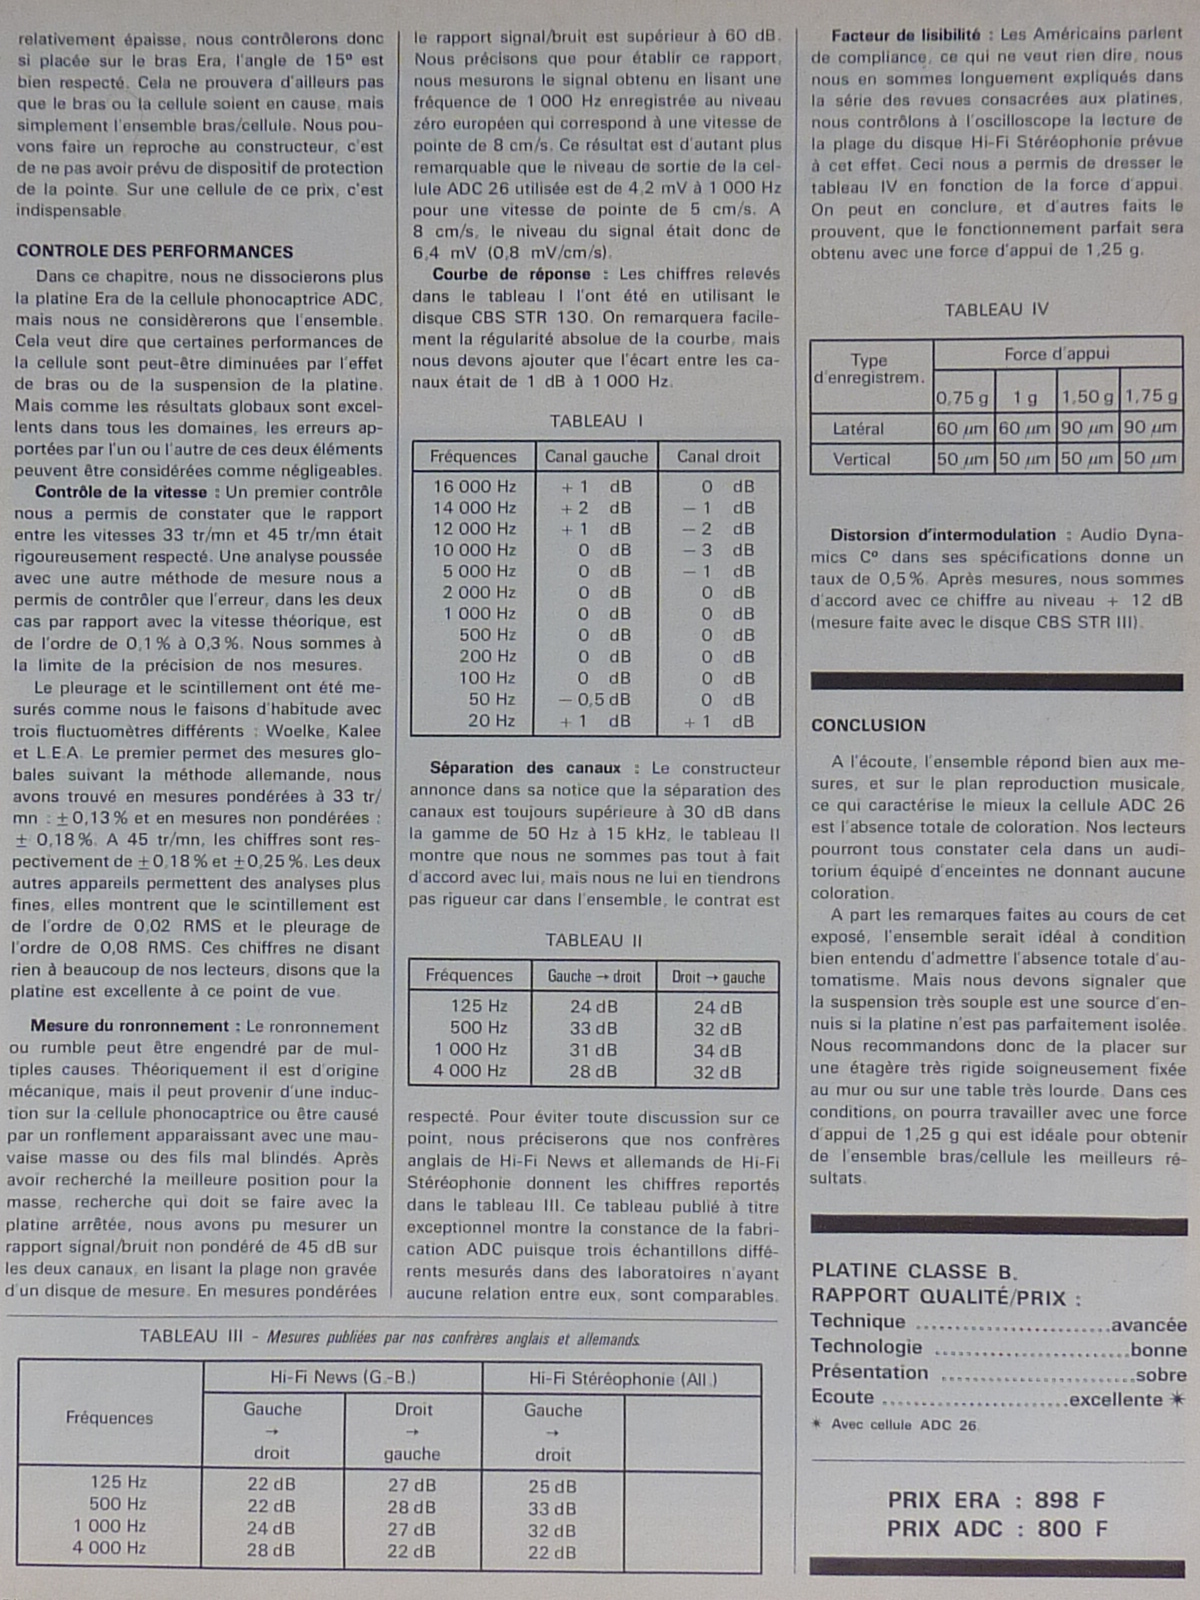 relativement épaisse, nous contrôlerons donc
si placée sur le bras Era, l'angle de 15° est
bien respecté. Cela ne prouvera d'ailleurs pas
que le bras ou la cellule soient en cause, mais
simplement l'ensemble bras/cellule. Nous pou-
vons faire un reproche au constructeur, c'est
de ne pas avoir prévu de dispositif de protection
de la pointe. Sur une cellule de ce prix, c'est
indispensable.
CONTROLE DES PERFORMANCES
Dans ce chapitre, nous ne dissocierons plus
la platine Era de la cellule phonocaptrice ADC,
mais nous ne considèrerons que l'ensemble.
Cela veut dire que certaines performances de
la cellule sont peut-être diminuées par l'effet
de bras ou de la suspension de la platine.
Mais comme les résultats globaux sont excel-
lents dans tous les domaines, les erreurs ap-
portées par l'un ou l'autre de ces deux éléments
peuvent être considérées comme négligeables.
Contrôle de la vitesse : Un premier contrôle
nous a permis de constater que le rapport
entre les vitesses 33 tr/mn et 45 tr/mn était
rigoureusement respecté. Une analyse poussée
avec une autre méthode de mesure nous a
permis de contrôler que l'erreur, dans les deux
cas par rapport avec la vitesse théorique, est
de l'ordre de 0,1 % à 0,3 %. Nous sommes à
la limite de la précision de nos mesures.
Le pleurage et le scintillement ont été me-
surés comme nous le faisons d'habitude avec
trois fluctuomètres différents : Woelke, Kalee
et L.E.A. Le premier permet des mesures glo-
bales suivant la méthode allemande, nous
avons trouvé en mesures pondérées à 33 tr/
mn : ± 0,13 % et en mesures non pondérées :
± 0,18 %. A 45 tr/mn, les chiffres sont res-
pectivement de ± 0,18 % et ± 0,25 %. Les deux
autres appareils permettent des analyses plus
fines, elles montrent que le scintillement est
de l'ordre de 0,02 RMS et le pleurage de
l'ordre de 0,08 RMS. Ces chiffres ne disant
rien à beaucoup de nos lecteurs, disons que la
platine est excellente à ce point de vue.
Mesure du ronronnement : Le ronronnement
ou rumble peut être engendré par de mul-
tiples causes. Théoriquement il est d'origine
mécanique, mais il peut provenir d'une induc-
tion sur la cellule phonocaptrice ou être causé
par un ronflement apparaissant avec une mau-
vaise masse ou des fils mal blindés. Après
avoir recherché la meilleure position pour la
masse, recherche qui doit se faire avec la
platine arrêtée, nous avons pu mesurer un
rapport signal/bruit non pondéré de 45 dB sur
les deux canaux, en lisant la plage non gravée
d'un disque de mesure. En mesures pondérées
le rapport signal/bruit est supérieur à 60 dB.
Nous précisons que pour établir ce rapport,
nous mesurons le signal obtenu en lisant une
fréquence de 1 000 Hz enregistrée au niveau
zéro européen qui correspond à une vitesse de
pointe de 8 cm/s. Ce résultat est d'autant plus
remarquable que le niveau de sortie de la cel-
lule ADC 26 utilisée est de 4,2 mV à 1 000 Hz
pour une vitesse de pointe de 5 cm/s. A
8 cm/s, le niveau du signal était donc de
6,4 mV (0,8 mV/cm/s).
Courbe de réponse : Les chiffres relevés
dans le tableau I l'ont été en utilisant le
disque CBS STR 130. On remarquera facile-
ment la régularité absolue de la courbe, mais
nous devons ajouter que l'écart entre les ca-
naux était de 1 dB à 1 000 Hz.
TABLEAU I
Fréquences Canal gauche Canal droit
16 000 Hz + 1 dB 0 dB
14 000 Hz + 2 dB − 1 dB
12 000 Hz + 1 dB − 2 dB
10 000 Hz 0 dB − 3 dB
5 000 Hz 0 dB − 1 dB
2 000 Hz 0 dB 0 dB
1 000 Hz 0 dB 0 dB
500 Hz 0 dB 0 dB
200 Hz 0 dB 0 dB
100 Hz 0 dB 0 dB
50 Hz − 0,5 dB 0 dB
20 Hz + 1 dB + 1 dB
Séparation des canaux : Le constructeur
annonce dans sa notice que la séparation des
canaux est toujours supérieure à 30 dB dans
la gamme de 50 Hz à 15 kHz, le tableau II
montre que nous ne sommes pas tout à fait
d'accord avec lui, mais nous ne lui en tiendrons
pas rigueur car dans l'ensemble, le contrat est
TABLEAU II
Fréquences Gauche → droit Droit → gauche
125 Hz 24 dB 24 dB
500 Hz 33 dB 32 dB
1 000 Hz 31 dB 34 dB
4 000 Hz 28 dB 32 dB
respecté. Pour éviter toute discussion sur ce
point, nous préciserons que nos confrères
anglais de Hi-Fi News et allemands de Hi-Fi
Stéréophonie donnent les chiffres reportés
dans le tableau III. Ce tableau publié à titre
exceptionnel montre la constance de la fabri-
cation ADC puisque trois échantillons diffé-
rents mesurés dans des laboratoires n'ayant
aucune relation entre eux, sont comparables.
TABLEAU III - Mesures publiées par nos confrères anglais et allemands.
Hi-Fi News (G.-B.) Hi-Fi Stéréophonie (All.)
Fréquences Gauche → droit Droit → gauche Gauche → droit
125 Hz 22 dB 27 dB 25 dB
500 Hz 22 dB 28 dB 33 dB
1 000 Hz 24 dB 27 dB 32 dB
4 000 Hz 28 dB 22 dB 22 dB
Facteur de lisibilité : Les Américains parlent
de compliance, ce qui ne veut rien dire, nous
nous en sommes longuement expliqués dans
la série des revues consacrées aux platines,
nous contrôlons à l'oscilloscope la lecture de
la plage du disque Hi-Fi Stéréophonie prévue
à cet effet. Ceci nous a permis de dresser le
tableau IV en fonction de la force d'appui.
On peut en conclure, et d'autres faits le
prouvent, que le fonctionnement parfait sera
obtenu avec une force d'appui de 1,25 g.
TABLEAU IV
Type d'enregistrem. Force d'appui
0,75 g 1 g 1,50 g 1,75 g
Latéral 60 μm 60 μm 90 μm 90 μm
Vertical 50 μm 50 μm 50 μm 50 μm
Distorsion d'intermodulation : Audio Dyna-
mics C° dans ses spécifications donne un
taux de 0,5 %. Après mesures, nous sommes
d'accord avec ce chiffre au niveau + 12 dB
(mesure faite avec le disque CBS STR III).
CONCLUSION
A l'écoute, l'ensemble répond bien aux me-
sures, et sur le plan reproduction musicale,
ce qui caractérise le mieux la cellule ADC 26
est l'absence totale de coloration. Nos lecteurs
pourront tous constater cela dans un audi-
torium équipé d'enceintes ne donnant aucune
coloration.
A part les remarques faites au cours de cet
exposé, l'ensemble serait idéal à condition
bien entendu d'admettre l'absence totale d'au-
tomatisme. Mais nous devons signaler que
la suspension très souple est une source d'en-
nuis si la platine n'est pas parfaitement isolée.
Nous recommandons donc de la placer sur
une étagère très rigide soigneusement fixée
au mur ou sur une table très lourde. Dans ces
conditions, on pourra travailler avec une force
d'appui de 1,25 g qui est idéale pour obtenir
de l'ensemble bras/cellule les meilleurs ré-
sultats.
PLATINE CLASSE B.
RAPPORT QUALITÉ/PRIX :
Technique ........................avancée
Technologie ........................bonne
Présentation ........................sobre
Ecoute ........................excellente ✶
✶ Avec cellule ADC 26.
PRIX ERA : 898 F
PRIX ADC : 800 F